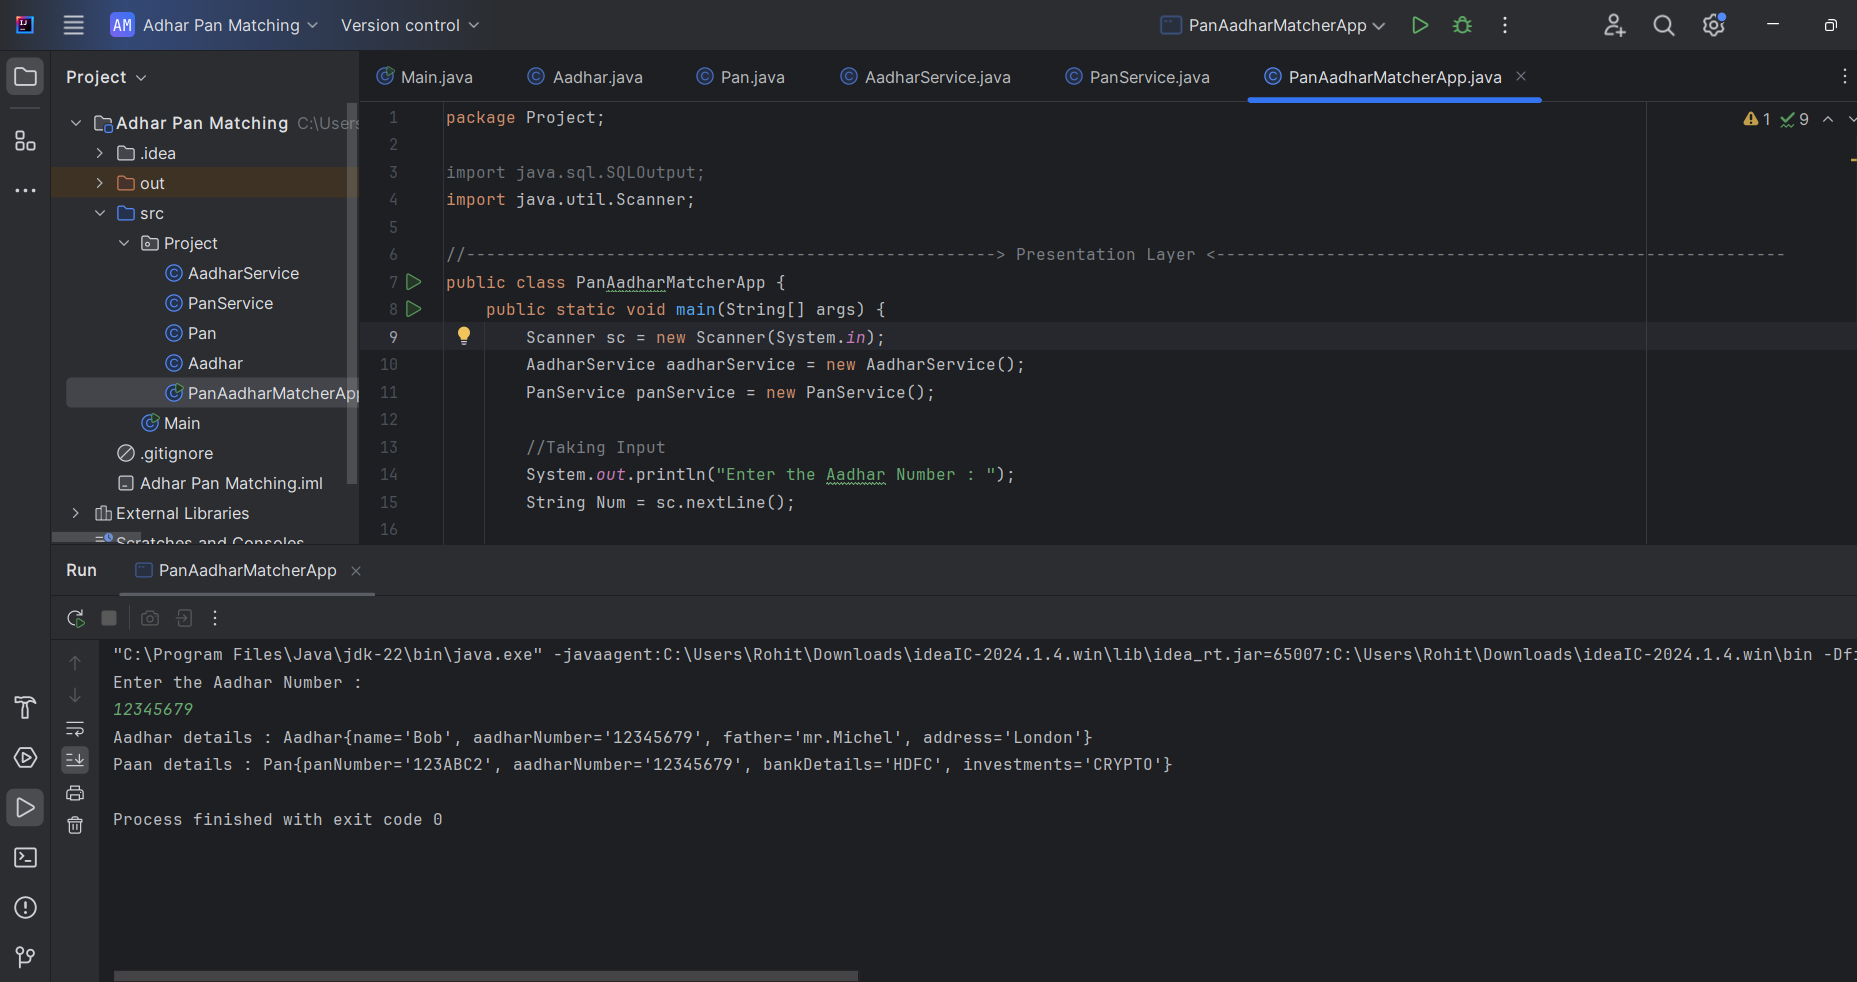 AM Adhar Pan Matching Version control PanAadharMatcherApp
Project
Main.java Aadhar.java Pan.java AadharService.java PanService.java PanAadharMatcherApp.java
Adhar Pan Matching C:\Users
.idea
out
src
Project
AadharService
PanService
Pan
Aadhar
PanAadharMatcherApp
Main
.gitignore
Adhar Pan Matching.iml
External Libraries
Scratches and Consoles
1 package Project;
2
3 import java.sql.SQLOutput;
4 import java.util.Scanner;
5
6 //-----------------------------------------------------> Presentation Layer <---------------------------------------------------------
7 public class PanAadharMatcherApp {
8 public static void main(String[] args) {
9 Scanner sc = new Scanner(System.in);
10 AadharService aadharService = new AadharService();
11 PanService panService = new PanService();
12
13 //Taking Input
14 System.out.println("Enter the Aadhar Number : ");
15 String Num = sc.nextLine();
16
1 9
Run PanAadharMatcherApp
"C:\Program Files\Java\jdk-22\bin\java.exe" -javaagent:C:\Users\Rohit\Downloads\ideaIC-2024.1.4.win\lib\idea_rt.jar=65007:C:\Users\Rohit\Downloads\ideaIC-2024.1.4.win\bin -Dfi
Enter the Aadhar Number :
12345679
Aadhar details : Aadhar{name='Bob', aadharNumber='12345679', father='mr.Michel', address='London'}
Paan details : Pan{panNumber='123ABC2', aadharNumber='12345679', bankDetails='HDFC', investments='CRYPTO'}
Process finished with exit code 0